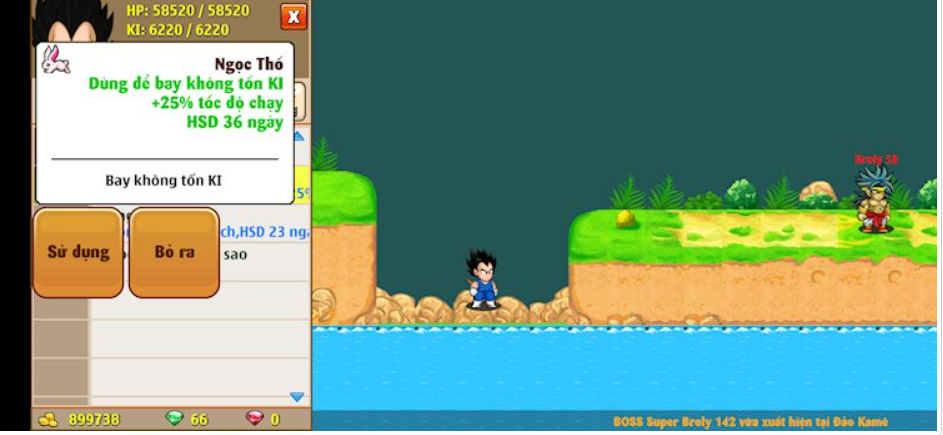 HP: 58520 / 58520
KI: 6220 / 6220
X
Ngọc Thố
Dùng để bay không tốn KI
+25% tốc độ chạy
HSD 36 ngày
Bay không tốn KI
ch,HSD 23 ng
Sử dụng
Bỏ ra
sao
899738
66
0
Broly 58
BOSS Super Broly 142 vừa xuất hiện tại Đảo Kamê